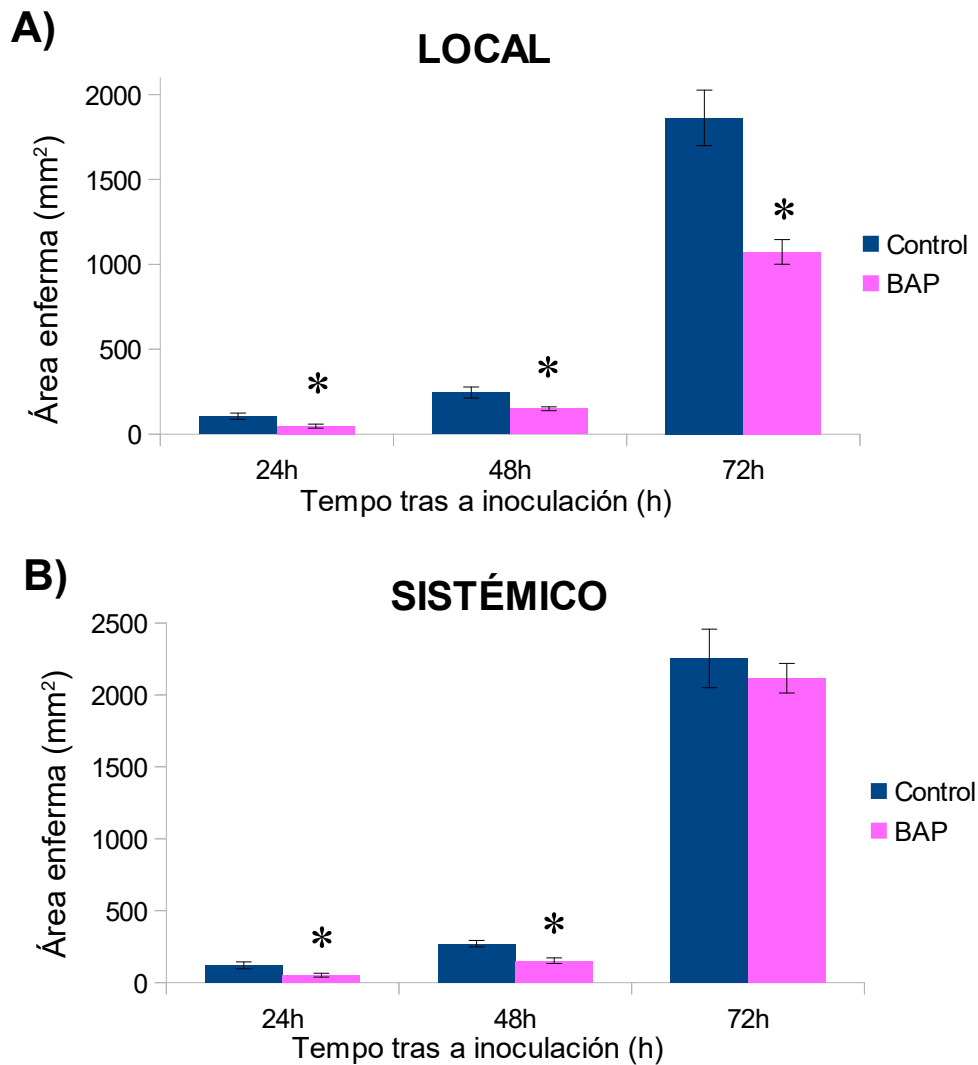 A)
LOCAL
Área enferma (mm²)
2000
1500
1000
500
0
*
*
*
24h
48h
72h
Tempo tras a inoculación (h)
Control
BAP
B)
SISTÉMICO
Área enferma (mm²)
2500
2000
1500
1000
500
0
*
*
24h
48h
72h
Tempo tras a inoculación (h)
Control
BAP